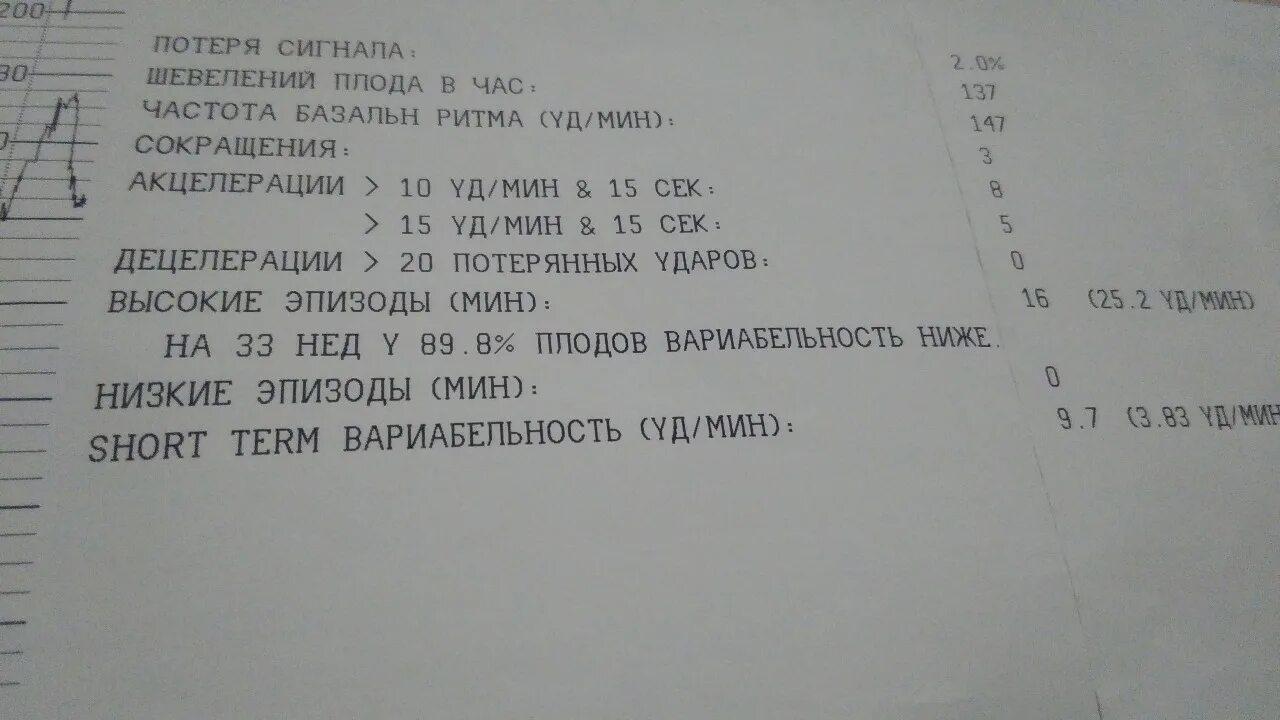 200
ПОТЕРЯ СИГНАЛА: 2.0%
ШЕВЕЛЕНИЙ ПЛОДА В ЧАС: 137
ЧАСТОТА БАЗАЛЬН РИТМА (УД/МИН): 147
СОКРАЩЕНИЯ: 3
АКЦЕЛЕРАЦИИ > 10 УД/МИН & 15 СЕК: 8
> 15 УД/МИН & 15 СЕК: 5
ДЕЦЕЛЕРАЦИИ > 20 ПОТЕРЯННЫХ УДАРОВ: 0
ВЫСОКИЕ ЭПИЗОДЫ (МИН): 16 (25.2 УД/МИН)
НА 33 НЕД У 89.8% ПЛОДОВ ВАРИАБЕЛЬНОСТЬ НИЖЕ.
НИЗКИЕ ЭПИЗОДЫ (МИН): 0
SHORT TERM ВАРИАБЕЛЬНОСТЬ (УД/МИН): 9.7 (3.83 УД/МИН